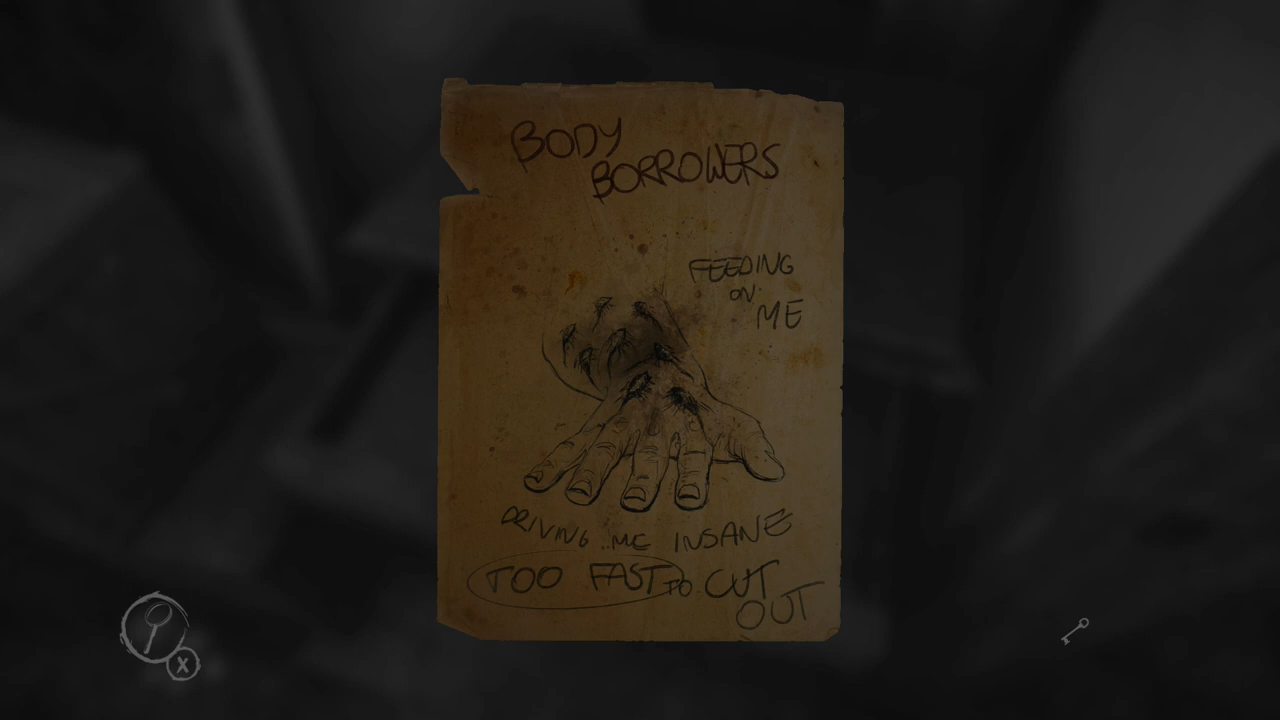 BODY
BORROWERS
FEEDING
ON
ME
DRIVING ME INSANE
TOO FAST TO CUT
OUT
X